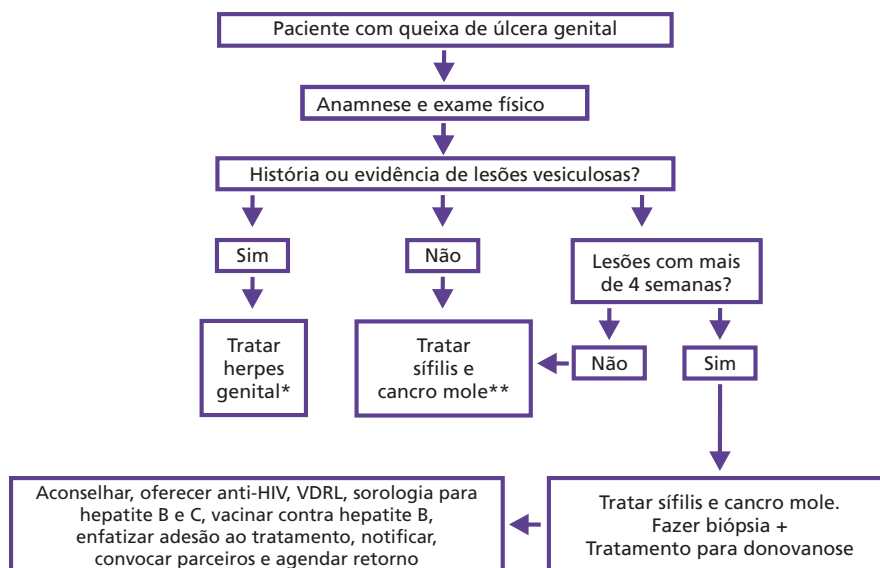 Paciente com queixa de úlcera genital
Anamnese e exame físico
História ou evidência de lesões vesiculosas?
Sim
Não
Lesões com mais
de 4 semanas?
Tratar
herpes
genital*
Tratar
sífilis e
cancro mole**
Não
Sim
Aconselhar, oferecer anti-HIV, VDRL, sorologia para
hepatite B e C, vacinar contra hepatite B,
enfatizar adesão ao tratamento, notificar,
convocar parceiros e agendar retorno
Tratar sífilis e cancro mole.
Fazer biópsia +
Tratamento para donovanose